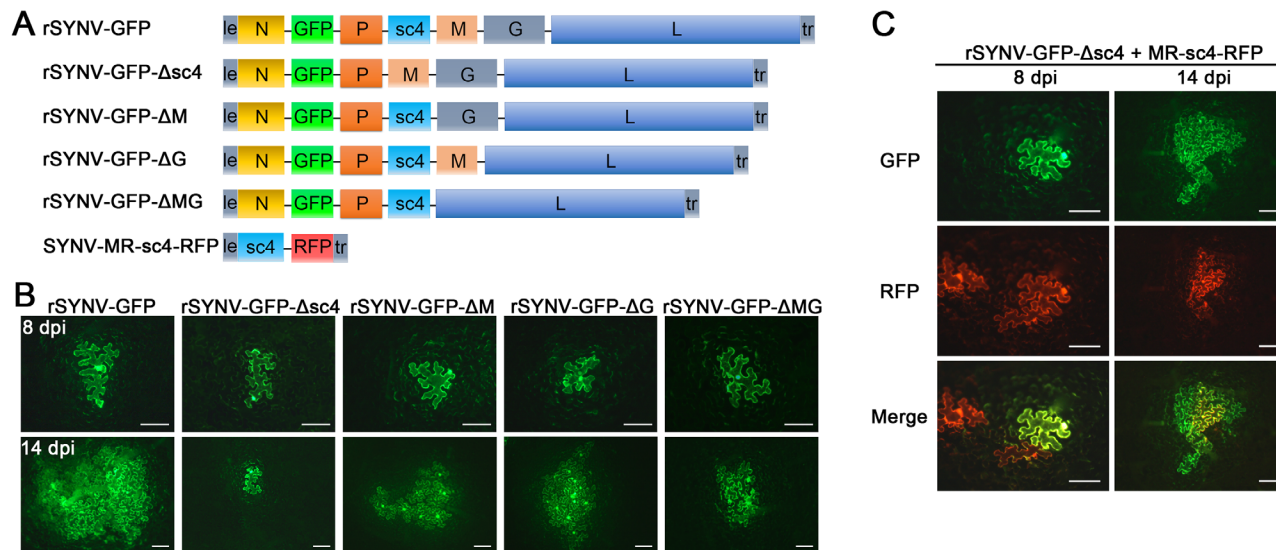 A
rSYNV-GFP le N GFP P sc4 M G L tr
rSYNV-GFP-Δsc4 le N GFP P M G L tr
rSYNV-GFP-ΔM le N GFP P sc4 G L tr
rSYNV-GFP-ΔG le N GFP P sc4 M L tr
rSYNV-GFP-ΔMG le N GFP P sc4 L tr
SYNV-MR-sc4-RFP le sc4 RFP tr
B
rSYNV-GFP rSYNV-GFP-Δsc4 rSYNV-GFP-ΔM rSYNV-GFP-ΔG rSYNV-GFP-ΔMG
8 dpi
14 dpi
C
rSYNV-GFP-Δsc4 + MR-sc4-RFP
8 dpi 14 dpi
GFP
RFP
Merge